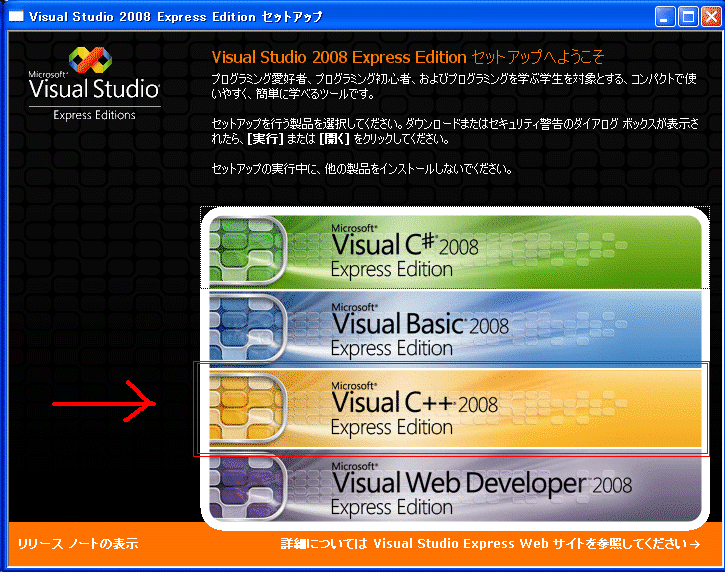 Visual Studio 2008 Express Edition セットアップ
Microsoft®
Visual Studio®
Express Editions
Visual Studio 2008 Express Edition セットアップへようこそ
プログラミング愛好者、プログラミング初心者、およびプログラミングを学ぶ学生を対象とする、コンパクトで使
いやすく、簡単に学べるツールです。
セットアップを行う製品を選択してください。ダウンロードまたはセキュリティ警告のダイアログ ボックスが表示さ
れたら、[実行] または [開く] をクリックしてください。
セットアップの実行中に、他の製品をインストールしないでください。
Microsoft®
Visual C#® 2008
Express Edition
Microsoft®
Visual Basic® 2008
Express Edition
Microsoft®
Visual C++® 2008
Express Edition
Microsoft®
Visual Web Developer™ 2008
Express Edition
リリース ノートの表示
詳細については Visual Studio Express Web サイトを参照してください →